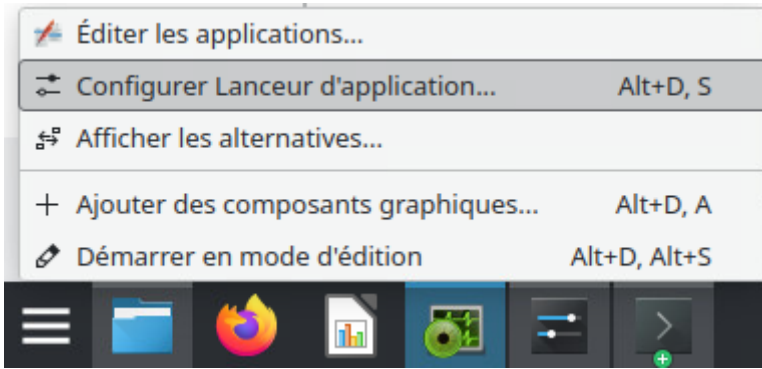 Éditer les applications...
Configurer Lanceur d'application... Alt+D, S
Afficher les alternatives...
Ajouter des composants graphiques... Alt+D, A
Démarrer en mode d'édition Alt+D, Alt+S